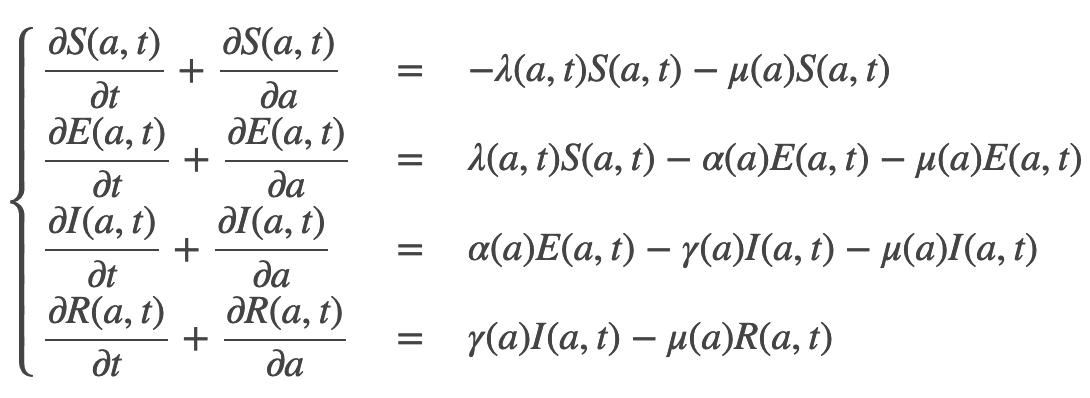 ∂S(a, t)/∂t + ∂S(a, t)/∂a = −λ(a, t)S(a, t) − μ(a)S(a, t)
∂E(a, t)/∂t + ∂E(a, t)/∂a = λ(a, t)S(a, t) − α(a)E(a, t) − μ(a)E(a, t)
∂I(a, t)/∂t + ∂I(a, t)/∂a = α(a)E(a, t) − γ(a)I(a, t) − μ(a)I(a, t)
∂R(a, t)/∂t + ∂R(a, t)/∂a = γ(a)I(a, t) − μ(a)R(a, t)